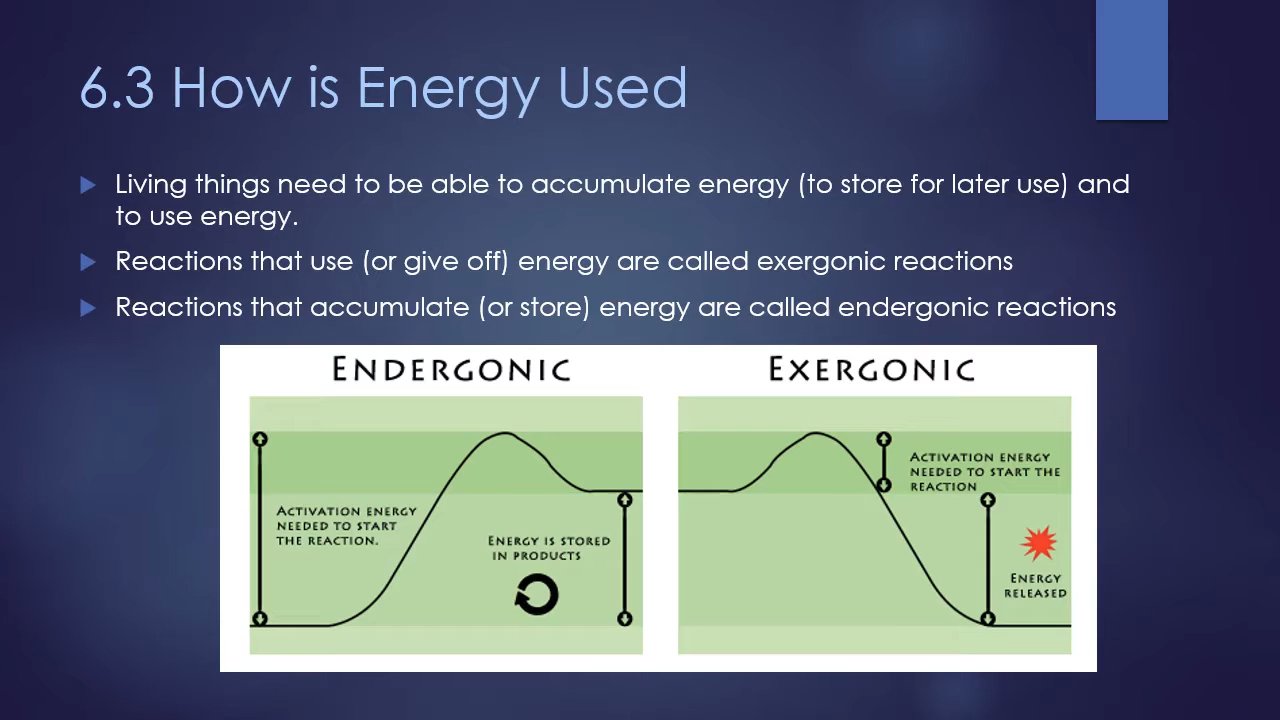 6.3 How is Energy Used
Living things need to be able to accumulate energy (to store for later use) and
to use energy.
Reactions that use (or give off) energy are called exergonic reactions
Reactions that accumulate (or store) energy are called endergonic reactions
ENDERGONIC
ACTIVATION ENERGY
NEEDED TO START
THE REACTION.
ENERGY IS STORED
IN PRODUCTS
EXERGONIC
ACTIVATION ENERGY
NEEDED TO START THE
REACTION
ENERGY
RELEASED